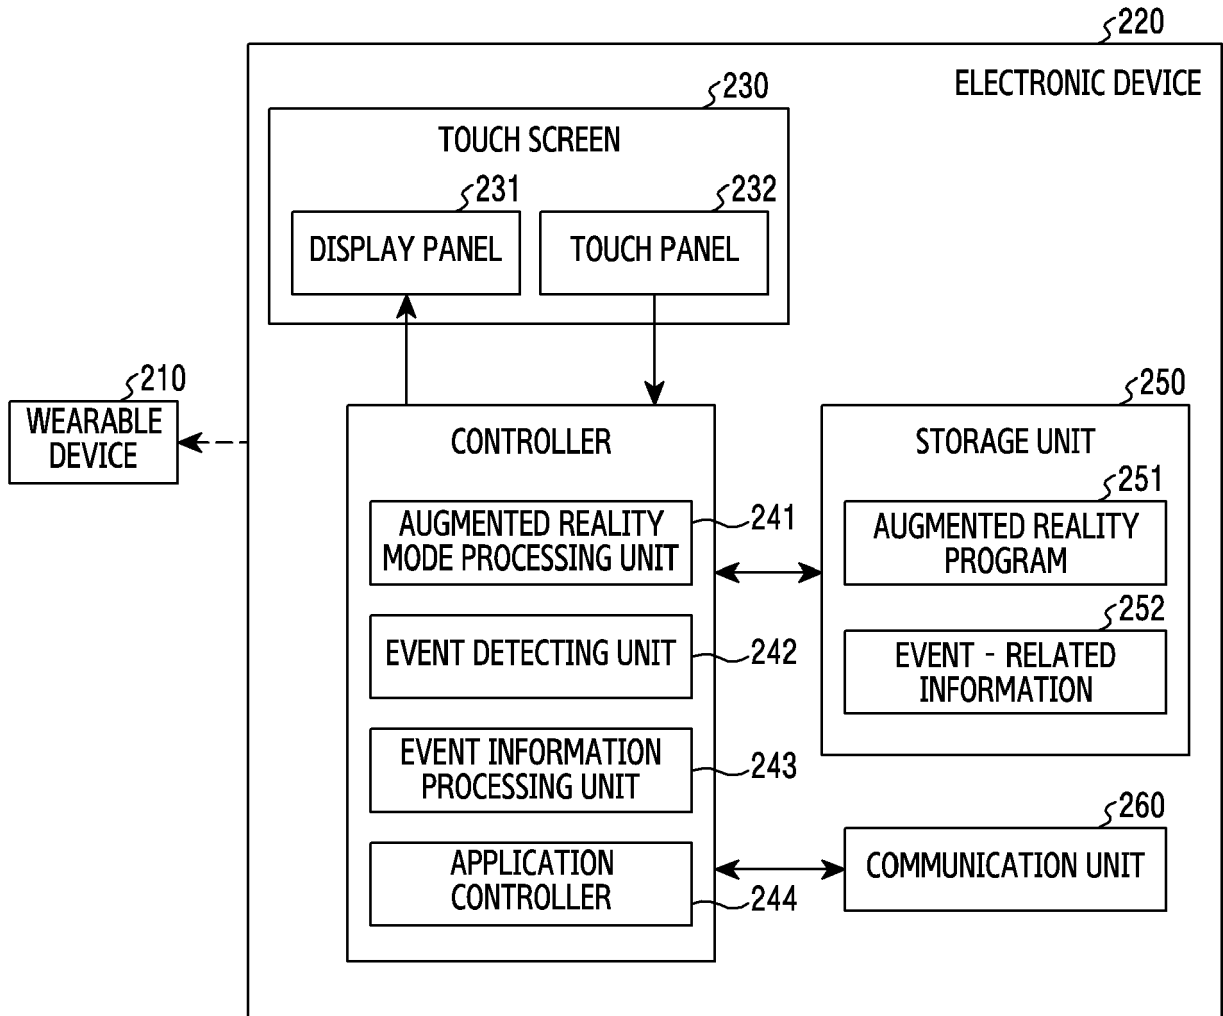 220
ELECTRONIC DEVICE
230
TOUCH SCREEN
231
DISPLAY PANEL
232
TOUCH PANEL
210
WEARABLE
DEVICE
CONTROLLER
AUGMENTED REALITY
MODE PROCESSING UNIT
241
EVENT DETECTING UNIT
242
EVENT INFORMATION
PROCESSING UNIT
243
APPLICATION
CONTROLLER
244
250
STORAGE UNIT
251
AUGMENTED REALITY
PROGRAM
252
EVENT - RELATED
INFORMATION
260
COMMUNICATION UNIT